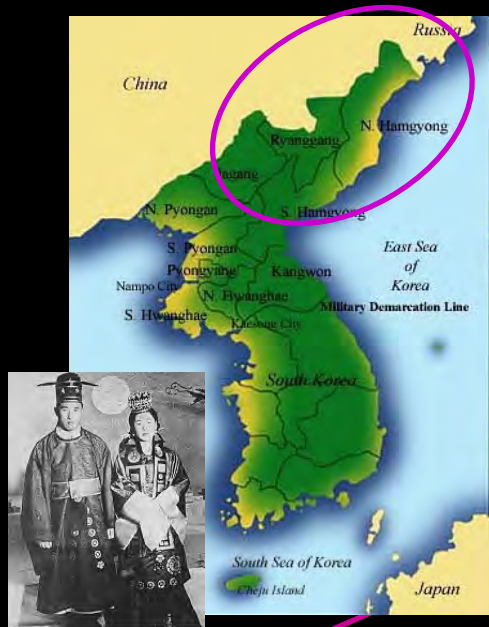 Russia
China
N. Hamgyong
Ryanggang
Jagang
S. Hamgyong
N. Pyongan
S. Pyongan
East Sea
of
Korea
Pyongyang
Kangwon
Nampo City
N. Hwanghae
Military Demarcation Line
S. Hwanghae
Kaesong City
South Korea
South Sea of Korea
Cheju Island
Japan